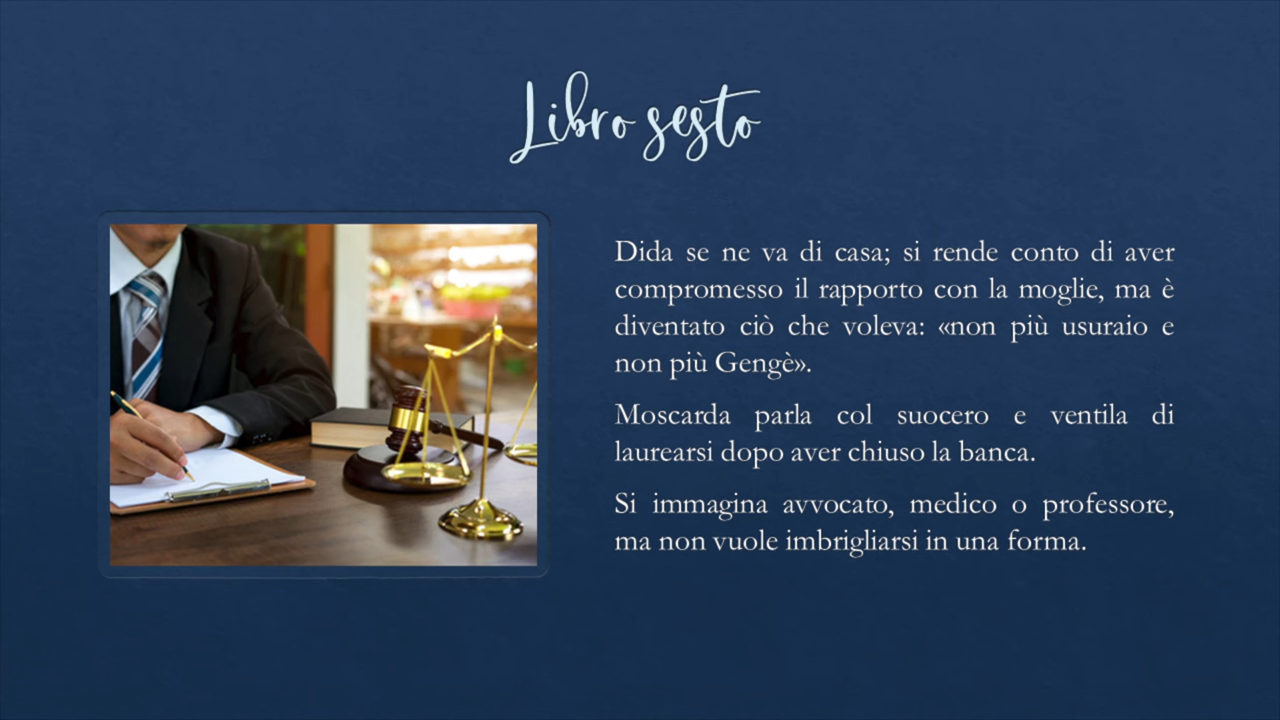 Libro sesto
Dida se ne va di casa; si rende conto di aver
compromesso il rapporto con la moglie, ma è
diventato ciò che voleva: «non più usuraio e
non più Gengè».
Moscarda parla col suocero e ventila di
laurearsi dopo aver chiuso la banca.
Si immagina avvocato, medico o professore,
ma non vuole imbrigliarsi in una forma.